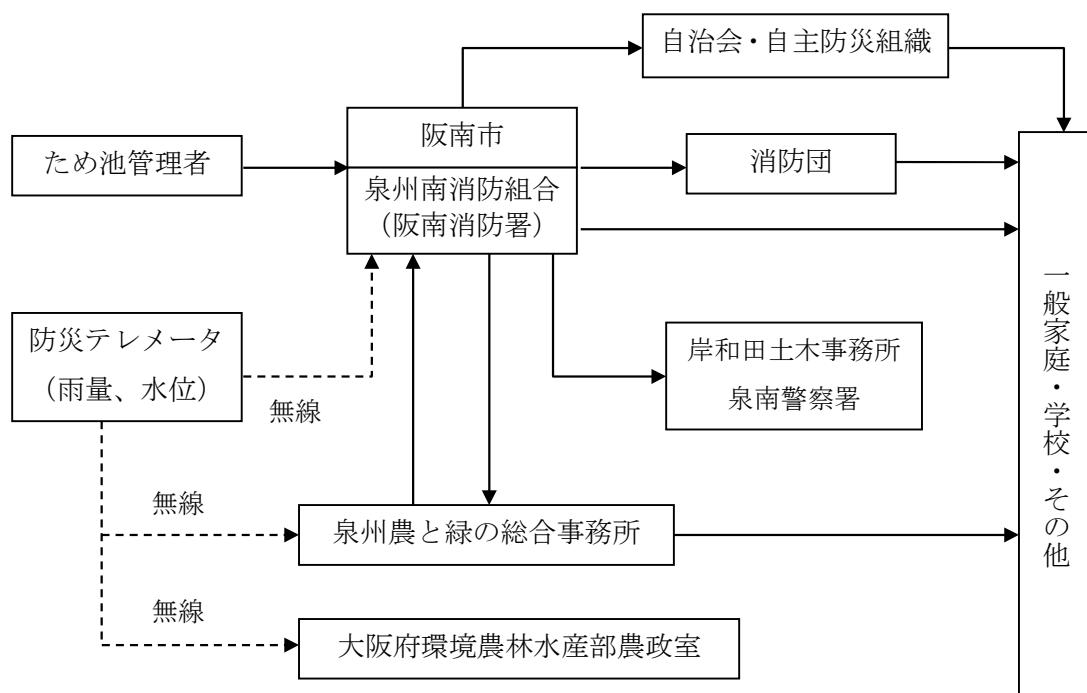 自治会・自主防災組織
阪南市
ため池管理者
消防団
泉州南消防組合
（阪南消防署）
一般家庭・学校・その他
防災テレメータ
（雨量、水位）
無線
岸和田土木事務所
泉南警察署
無線
泉州農と緑の総合事務所
無線
大阪府環境農林水産部農政室